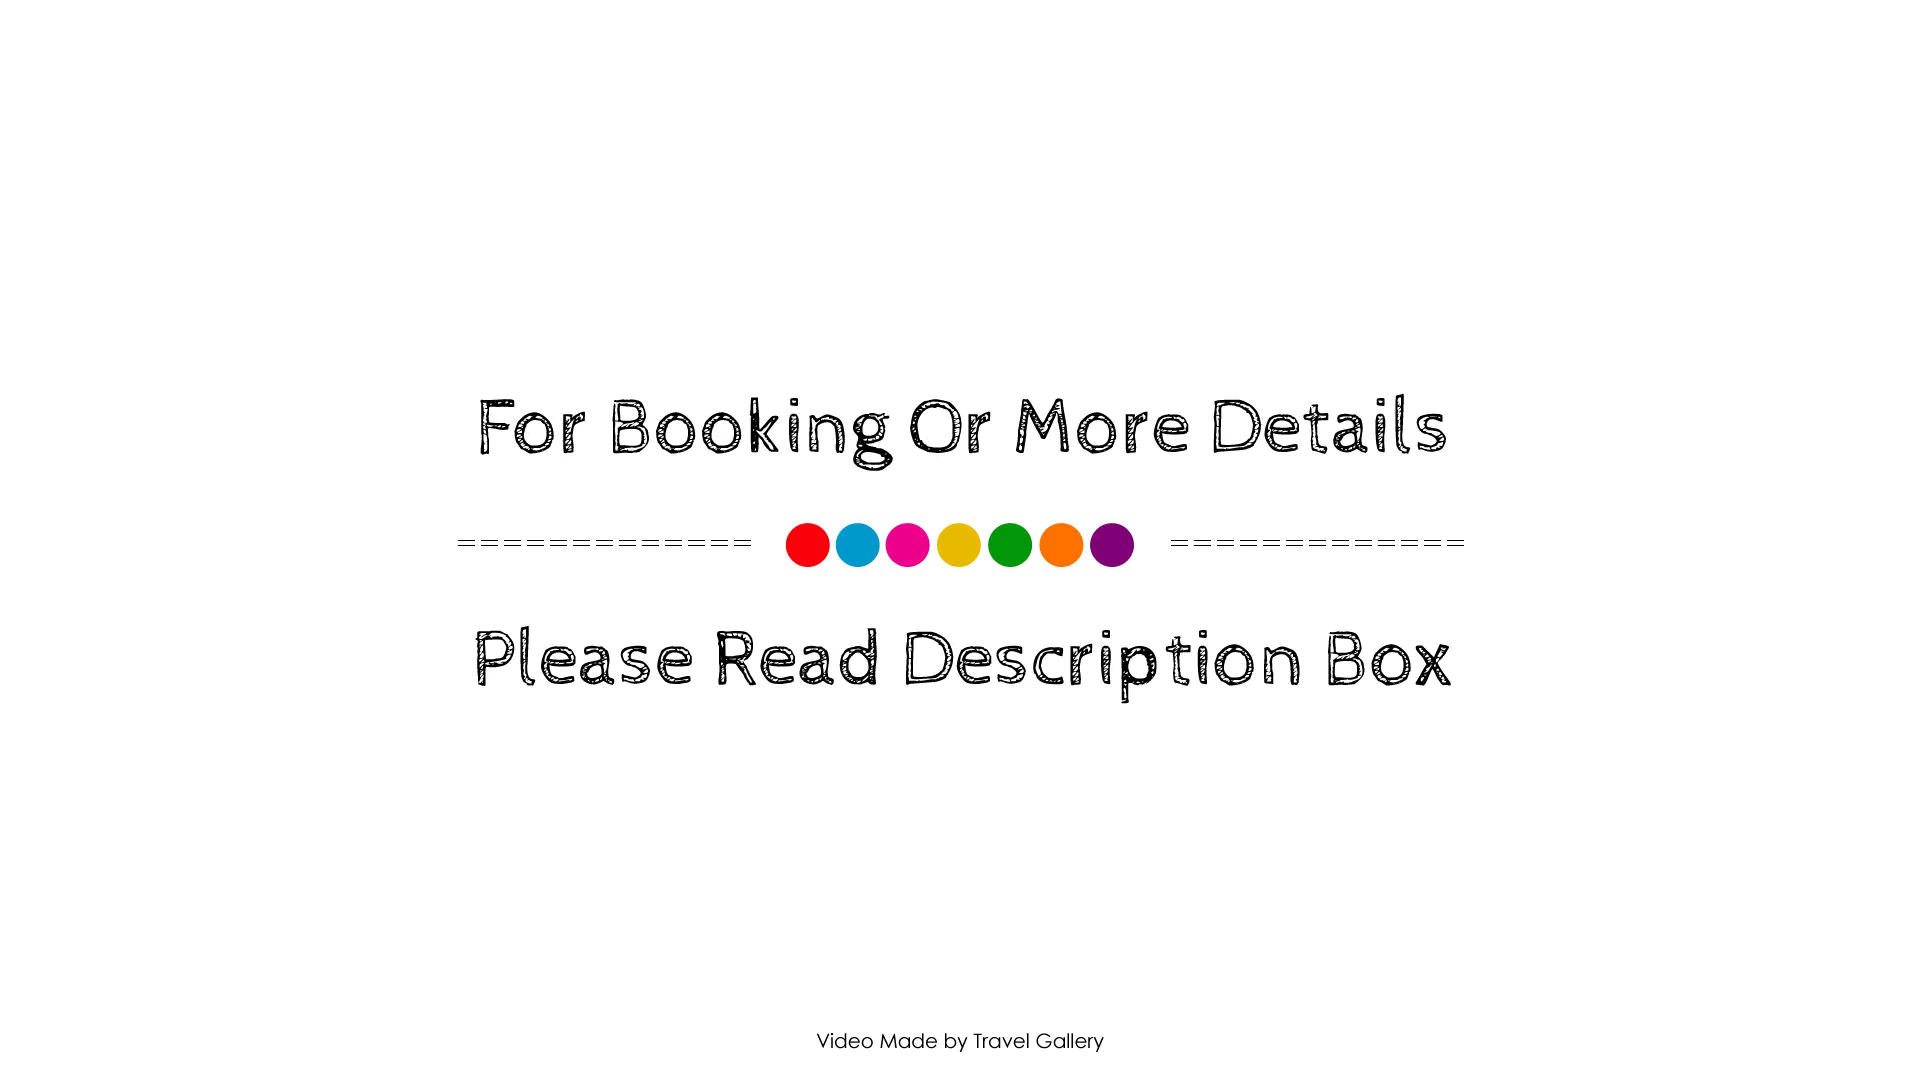 For Booking Or More Details
============= =============
Please Read Description Box
Video Made by Travel Gallery